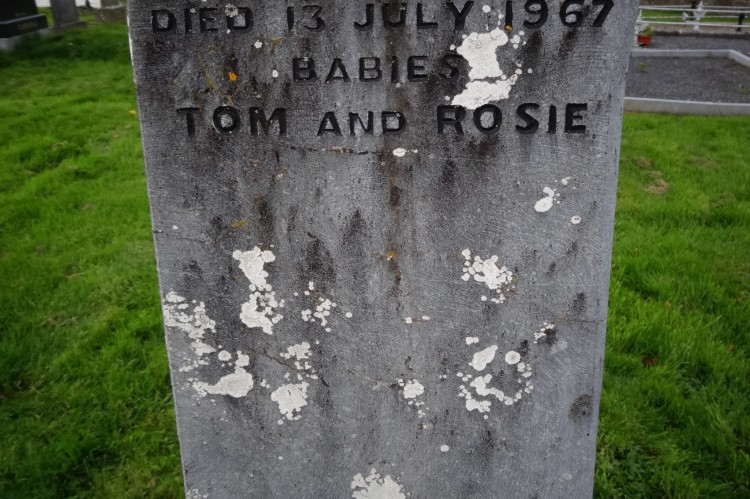 DIED 13 JULY 1967
BABIES
TOM AND ROSIE